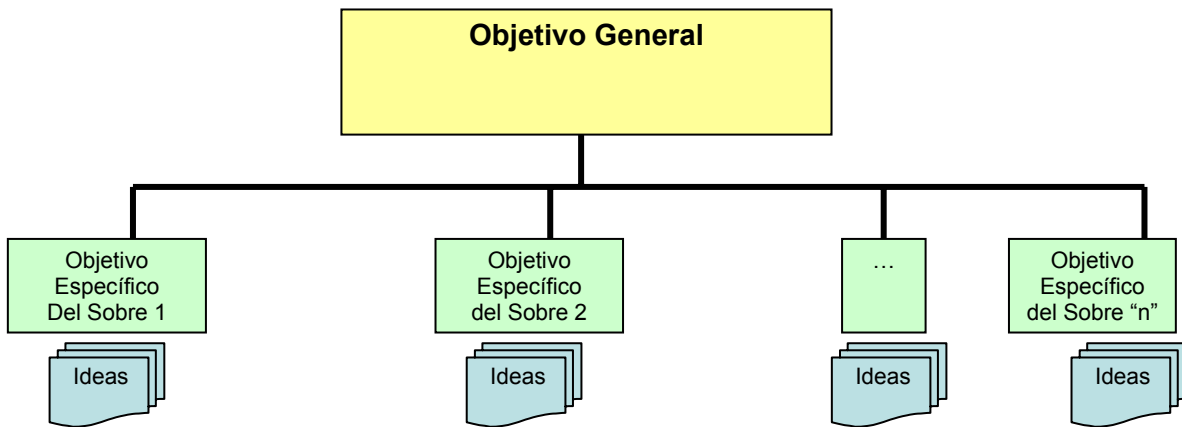 Objetivo General
Objetivo
Específico
Del Sobre 1
Objetivo
Específico
del Sobre 2
…
Objetivo
Específico
del Sobre “n”
Ideas
Ideas
Ideas
Ideas